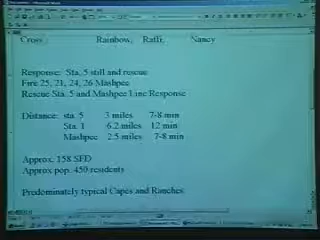 Cross Rainbow, Raffi, Nancy
Response: Sta. 5 still and rescue
Fire 25, 21, 24, 26 Mashpee
Rescue Sta. 5 and Mashpee Line Response
Distance: sta. 5 3 miles 7-8 min
Sta. 1 6.2 miles 12 min
Mashpee 2.5 miles 7-8 min
Approx. 158 SFD
Approx pop. 450 residents
Predominately typical Capes and Ranches